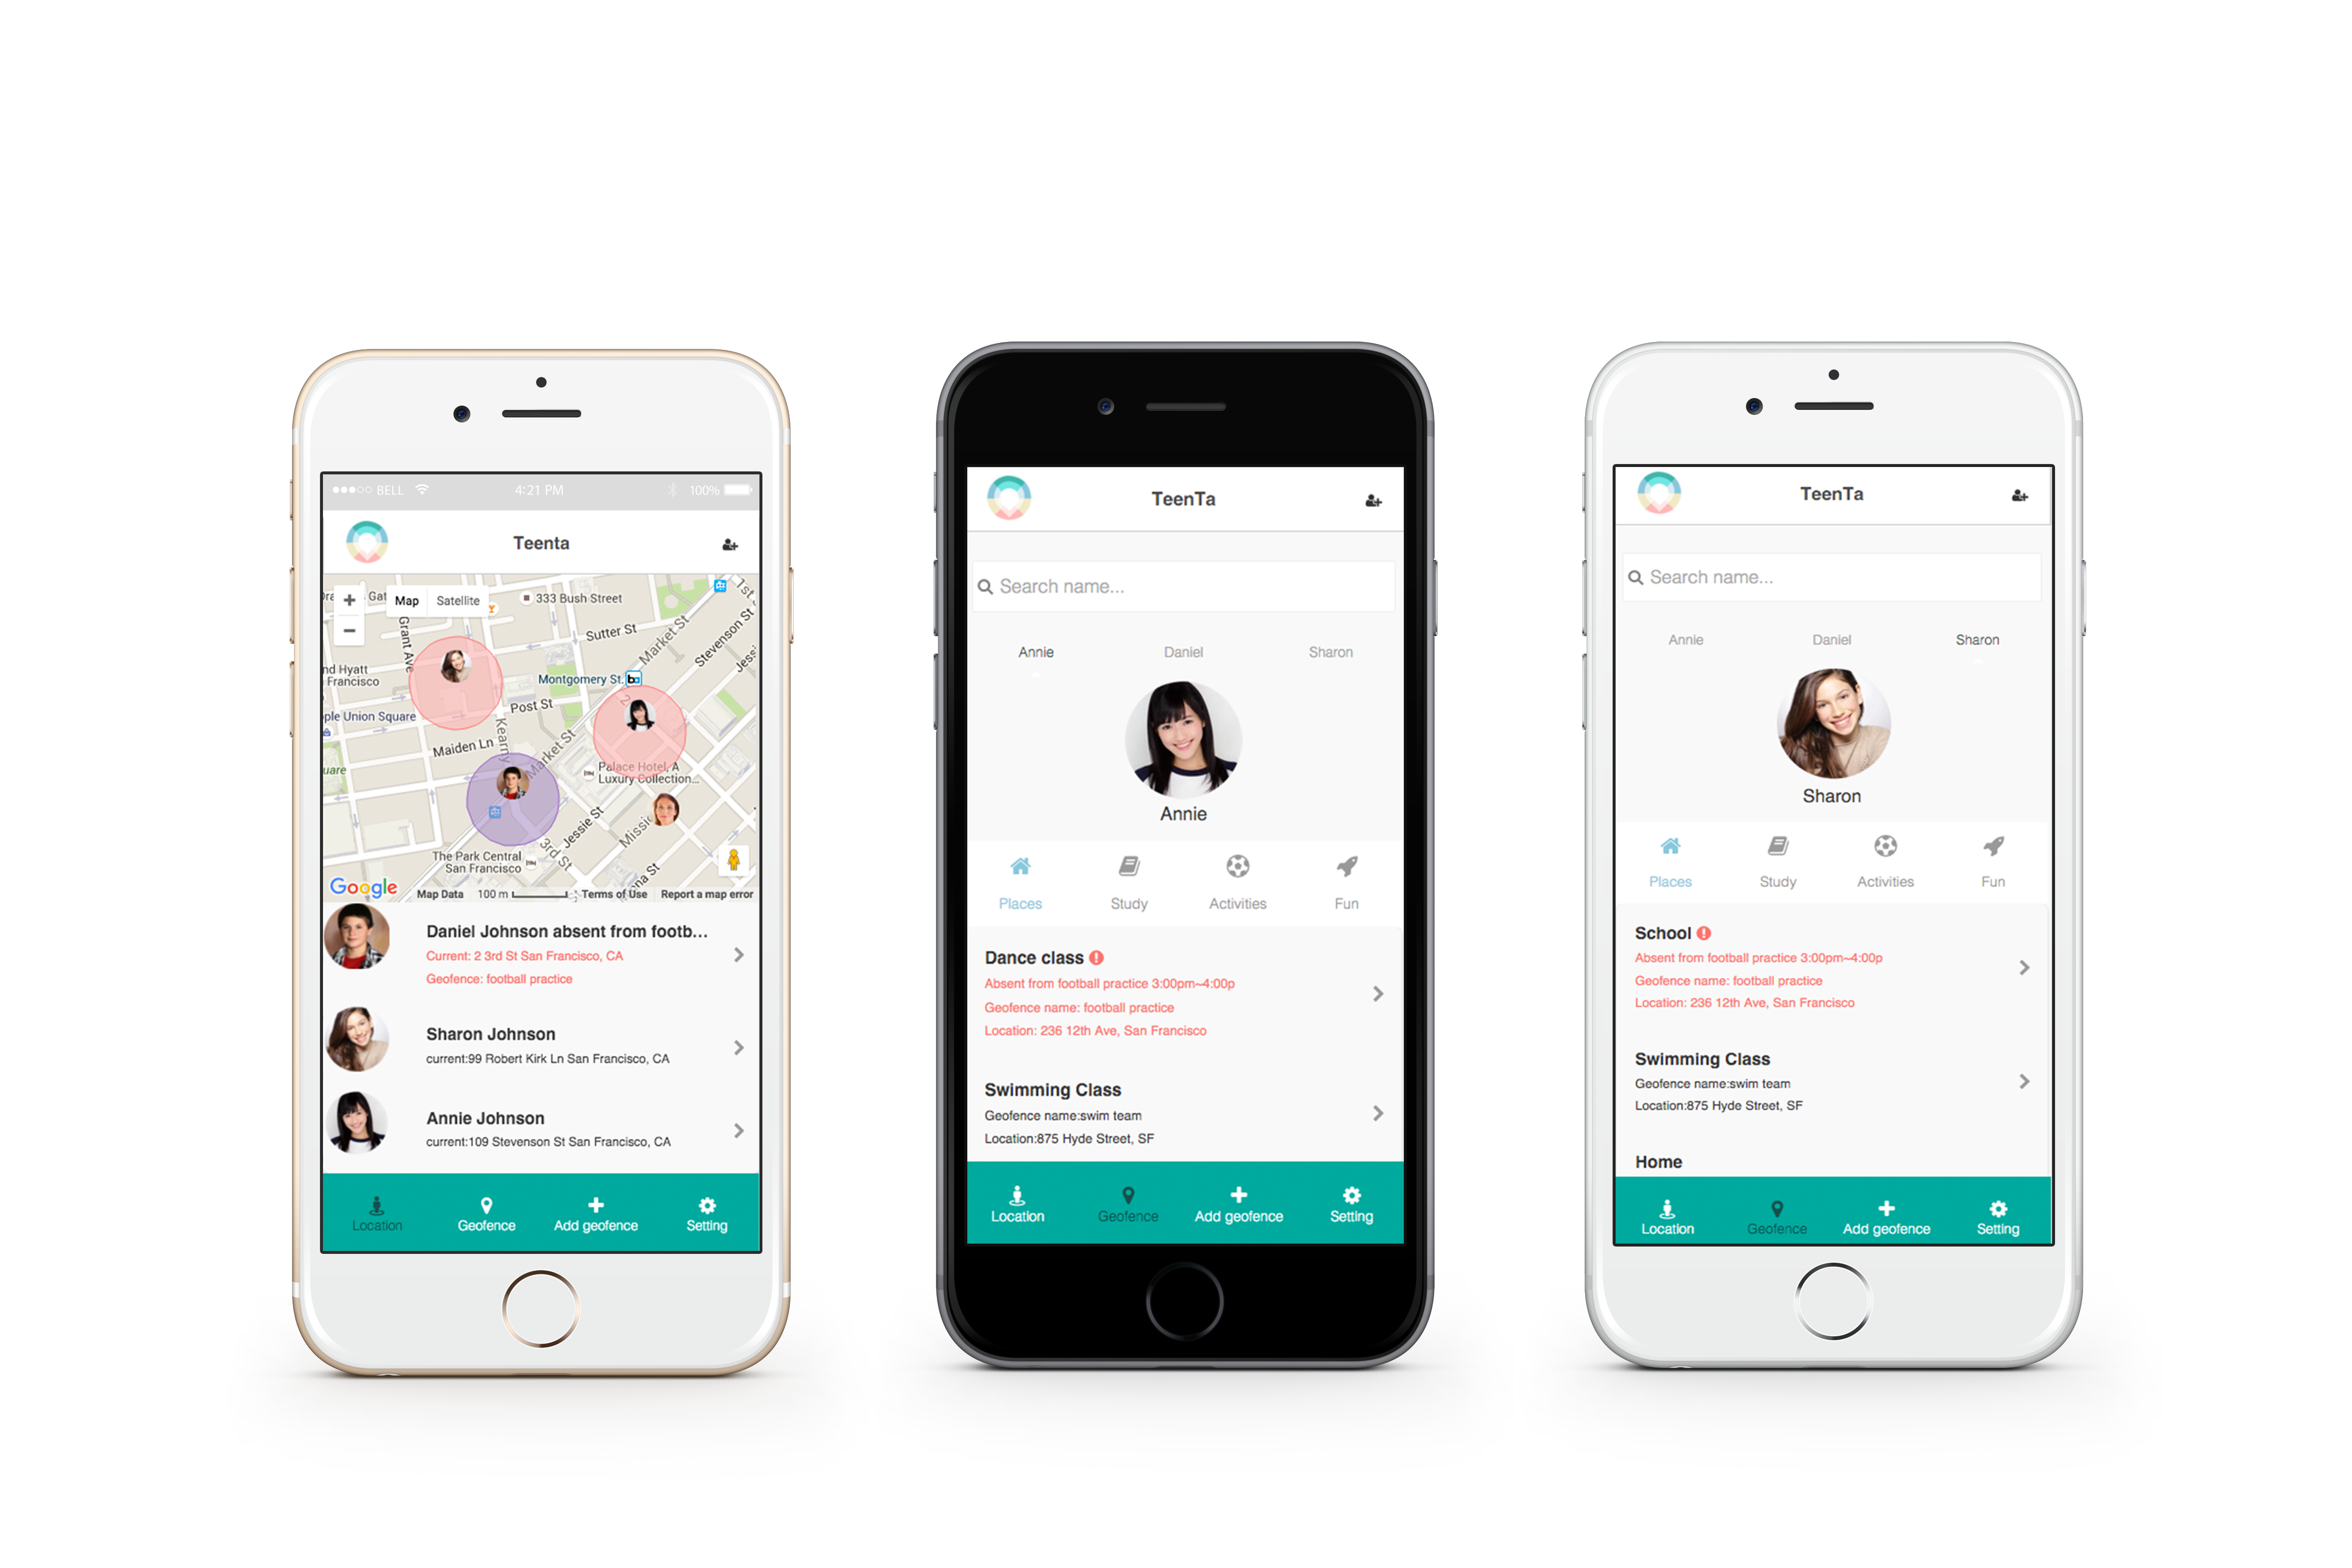 BELL 4:21 PM 100%
Teenta
Map Satellite
333 Bush Street
1st
Grant Ave
Sutter St
Market St
Stevenson St
nd Hyatt
Francisco
Montgomery St.
ple Union Square
Post St
Kearny
Maiden Ln
Market St
Palace Hotel, A
Luxury Collection...
uare
Jessie St
The Park Central
San Francisco
3rd St
Google
Map Data 100 m Terms of Use Report a map error
Daniel Johnson absent from footb...
Current: 2 3rd St San Francisco, CA
Geofence: football practice
Sharon Johnson
current:99 Robert Kirk Ln San Francisco, CA
Annie Johnson
current:109 Stevenson St San Francisco, CA
Location Geofence Add geofence Setting
TeenTa
Search name...
Annie Daniel Sharon
Annie
Places Study Activities Fun
Dance class
Absent from football practice 3:00pm~4:00p
Geofence name: football practice
Location: 236 12th Ave, San Francisco
Swimming Class
Geofence name:swim team
Location:875 Hyde Street, SF
Location Geofence Add geofence Setting
TeenTa
Search name...
Annie Daniel Sharon
Sharon
Places Study Activities Fun
School
Absent from football practice 3:00pm~4:00p
Geofence name: football practice
Location: 236 12th Ave, San Francisco
Swimming Class
Geofence name:swim team
Location:875 Hyde Street, SF
Home
Location Geofence Add geofence Setting